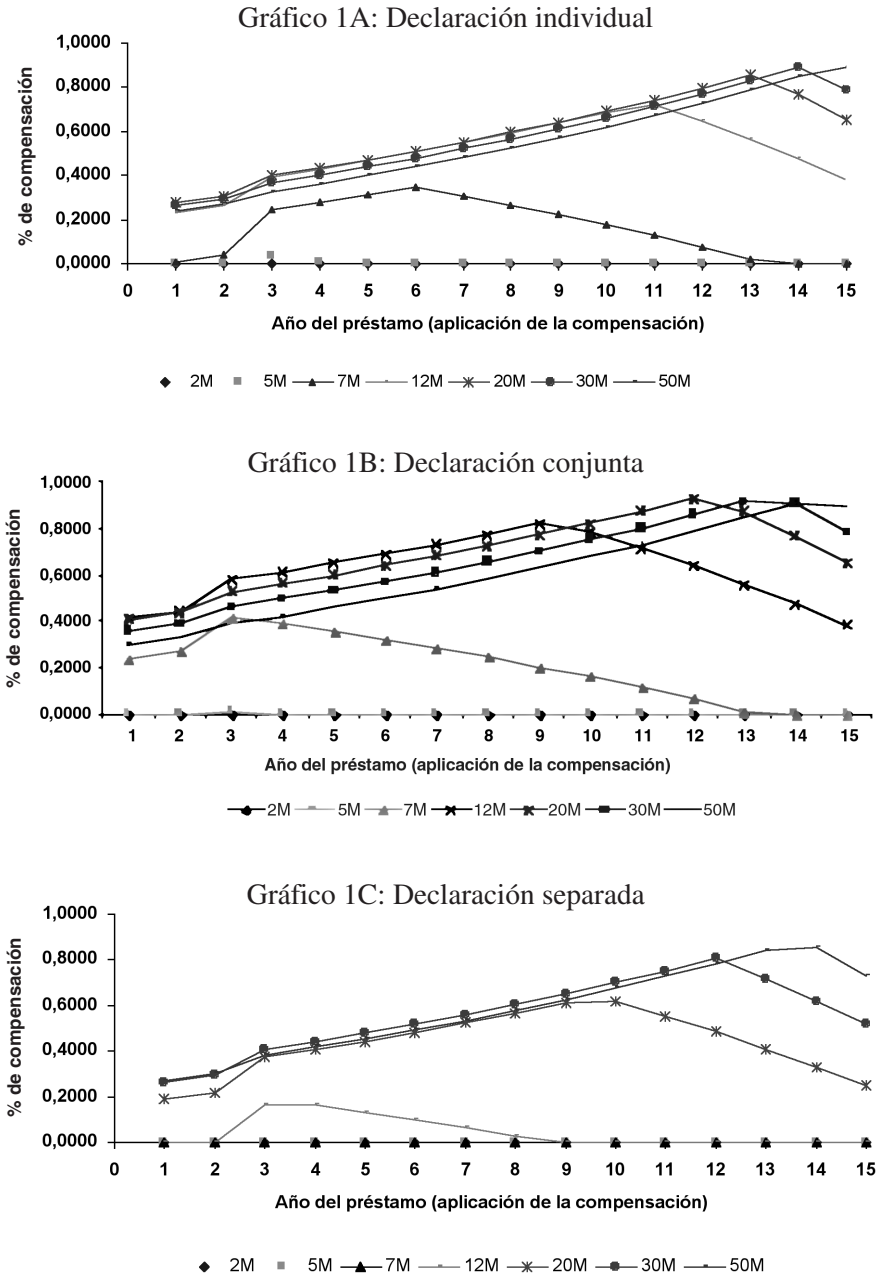 Gráfico 1A: Declaración individual
% de compensación
1,0000
0,8000
0,6000
0,4000
0,2000
0,0000
0 1 2 3 4 5 6 7 8 9 10 11 12 13 14 15
Año del préstamo (aplicación de la compensación)
2M 5M 7M 12M 20M 30M 50M
Gráfico 1B: Declaración conjunta
% de compensación
1,0000
0,8000
0,6000
0,4000
0,2000
0,0000
1 2 3 4 5 6 7 8 9 10 11 12 13 14 15
Año del préstamo (aplicación de la compensación)
2M 5M 7M 12M 20M 30M 50M
Gráfico 1C: Declaración separada
% de compensación
1,0000
0,8000
0,6000
0,4000
0,2000
0,0000
0 1 2 3 4 5 6 7 8 9 10 11 12 13 14 15
Año del préstamo (aplicación de la compensación)
2M 5M 7M 12M 20M 30M 50M